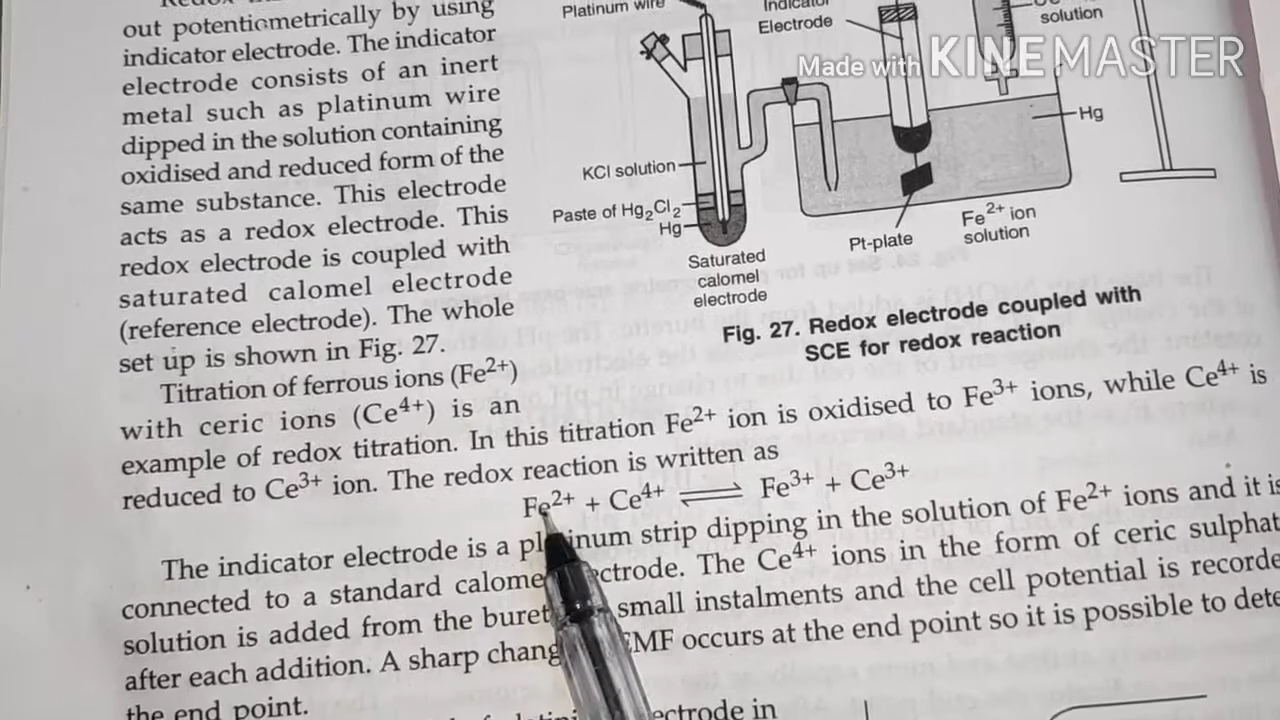 out potentiometrically by using
indicator electrode. The indicator
electrode consists of an inert
metal such as platinum wire
dipped in the solution containing
oxidised and reduced form of the
same substance. This electrode
acts as a redox electrode. This
redox electrode is coupled with
saturated calomel electrode
(reference electrode). The whole
set up is shown in Fig. 27.
Platinum wire
Indicator
Electrode
solution
Made with KINEMASTER
Hg
KCl solution
Paste of Hg₂Cl₂
Hg
Saturated
calomel
electrode
Pt-plate
Fe²⁺ ion
solution
Fig. 27. Redox electrode coupled with
SCE for redox reaction
Titration of ferrous ions (Fe²⁺)
with ceric ions (Ce⁴⁺) is an
example of redox titration. In this titration Fe²⁺ ion is oxidised to Fe³⁺ ions, while Ce⁴⁺ is
reduced to Ce³⁺ ion. The redox reaction is written as
Fe²⁺ + Ce⁴⁺ ⇌ Fe³⁺ + Ce³⁺
The indicator electrode is a platinum strip dipping in the solution of Fe²⁺ ions and it is
connected to a standard calome ectrode. The Ce⁴⁺ ions in the form of ceric sulphat
solution is added from the buret small instalments and the cell potential is recorde
after each addition. A sharp chang EMF occurs at the end point so it is possible to dete
the end point.
ectrode in